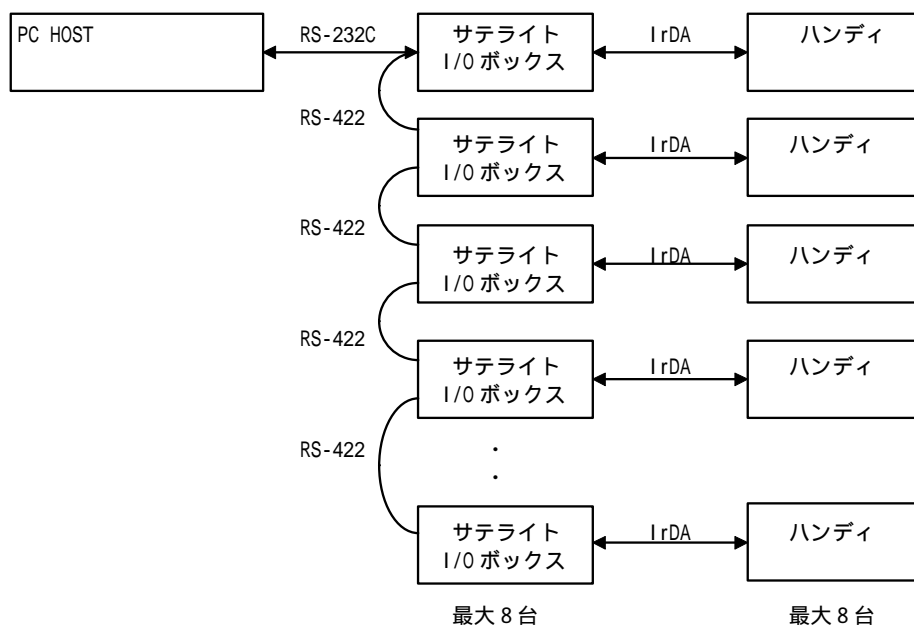 PC HOST
RS-232C
サテライト
I/O ボックス
IrDA
ハンディ
RS-422
サテライト
I/O ボックス
IrDA
ハンディ
RS-422
サテライト
I/O ボックス
IrDA
ハンディ
RS-422
サテライト
I/O ボックス
IrDA
ハンディ
RS-422
・
・
サテライト
I/O ボックス
IrDA
ハンディ
最大 8 台
最大 8 台